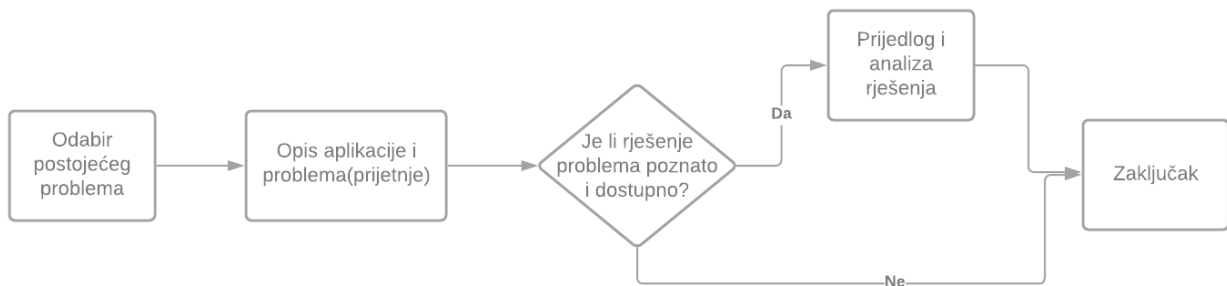 Odabir
postojećeg
problema
Opis aplikacije i
problema(prijetnje)
Je li rješenje
problema poznato
i dostupno?
Da
Prijedlog i
analiza
rješenja
Ne
Zaključak